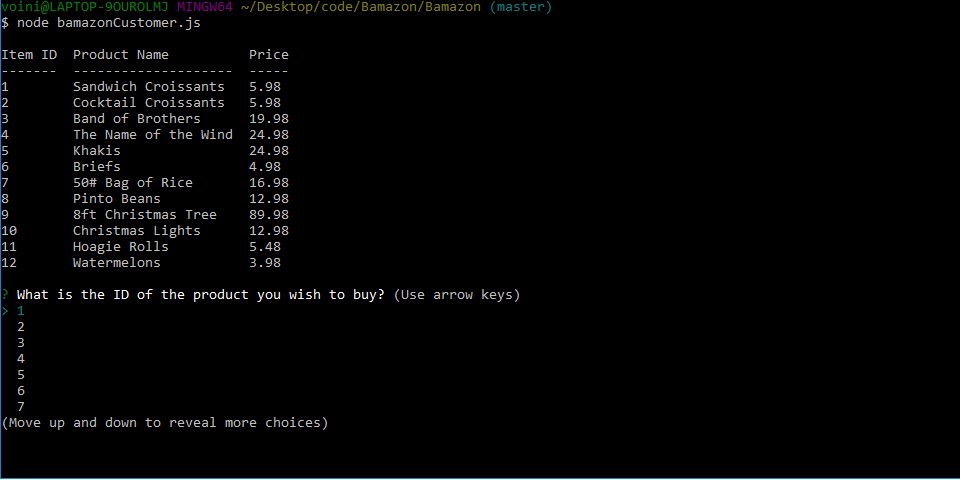 voini@LAPTOP-9OUROLMJ MINGW64 ~/Desktop/code/Bamazon/Bamazon (master)
$ node bamazonCustomer.js
Item ID  Product Name          Price
-------  --------------------  -----
1        Sandwich Croissants   5.98
2        Cocktail Croissants   5.98
3        Band of Brothers      19.98
4        The Name of the Wind  24.98
5        Khakis                24.98
6        Briefs                4.98
7        50# Bag of Rice       16.98
8        Pinto Beans           12.98
9        8ft Christmas Tree    89.98
10       Christmas Lights      12.98
11       Hoagie Rolls          5.48
12       Watermelons           3.98
? What is the ID of the product you wish to buy? (Use arrow keys)
> 1
  2
  3
  4
  5
  6
  7
(Move up and down to reveal more choices)